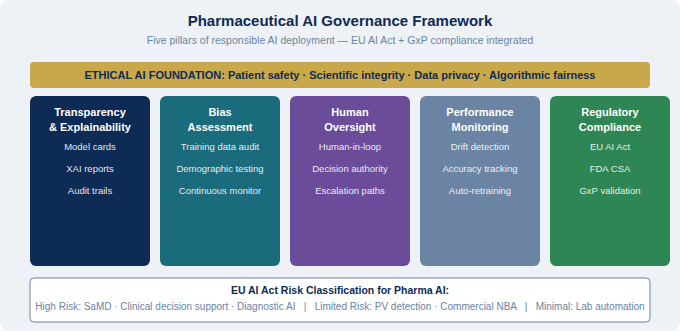 Pharmaceutical AI Governance Framework
Five pillars of responsible AI deployment — EU AI Act + GxP compliance integrated
ETHICAL AI FOUNDATION: Patient safety · Scientific integrity · Data privacy · Algorithmic fairness
Transparency
& Explainability
Model cards
XAI reports
Audit trails
Bias
Assessment
Training data audit
Demographic testing
Continuous monitor
Human
Oversight
Human-in-loop
Decision authority
Escalation paths
Performance
Monitoring
Drift detection
Accuracy tracking
Auto-retraining
Regulatory
Compliance
EU AI Act
FDA CSA
GxP validation
EU AI Act Risk Classification for Pharma AI:
High Risk: SaMD · Clinical decision support · Diagnostic AI | Limited Risk: PV detection · Commercial NBA | Minimal: Lab automation